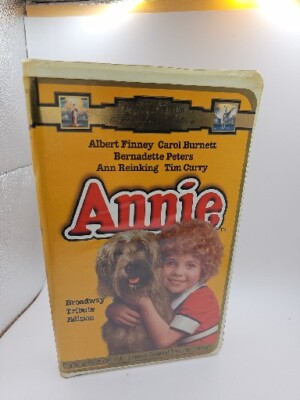 Albert Finney Carol Burnett
Bernadette Peters
Ann Reinking Tim Curry
Annie
Broadway
Tribute
Edition